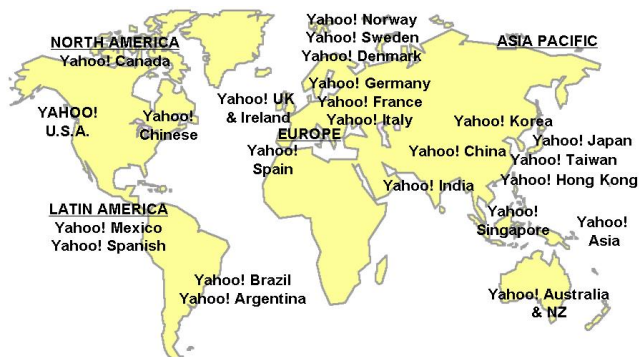 NORTH AMERICA
Yahoo! Canada
YAHOO!
U.S.A.
Yahoo!
Chinese
LATIN AMERICA
Yahoo! Mexico
Yahoo! Spanish
Yahoo! Brazil
Yahoo! Argentina
Yahoo! Norway
Yahoo! Sweden
Yahoo! Denmark
Yahoo! Germany
Yahoo! UK
& Ireland
Yahoo! France
Yahoo! Italy
EUROPE
Yahoo!
Spain
ASIA PACIFIC
Yahoo! Korea
Yahoo! Japan
Yahoo! China
Yahoo! Taiwan
Yahoo! India
Yahoo! Hong Kong
Yahoo!
Singapore
Yahoo!
Asia
Yahoo! Australia
& NZ